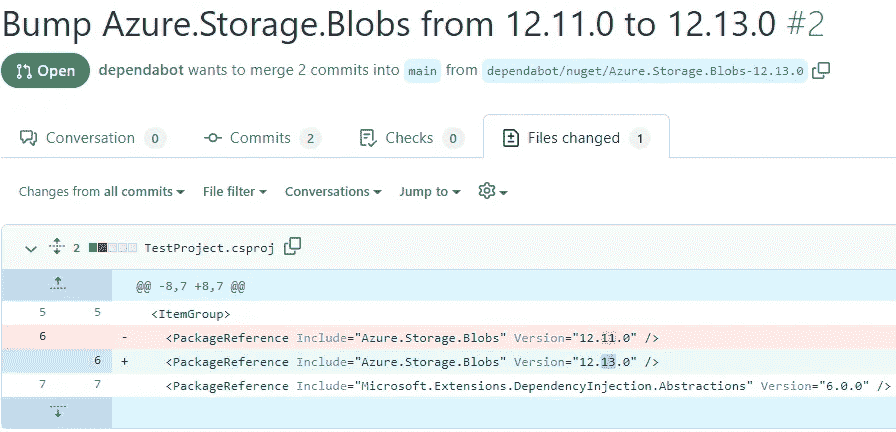 Bump Azure.Storage.Blobs from 12.11.0 to 12.13.0 #2
Open dependabot wants to merge 2 commits into main from dependabot/nuget/Azure.Storage.Blobs-12.13.0
Conversation 0 Commits 2 Checks 0 Files changed 1
Changes from all commits File filter Conversations Jump to
2 TestProject.csproj
@@ -8,7 +8,7 @@
5 5 <ItemGroup>
6 - <PackageReference Include="Azure.Storage.Blobs" Version="12.11.0" />
6 + <PackageReference Include="Azure.Storage.Blobs" Version="12.13.0" />
7 7 <PackageReference Include="Microsoft.Extensions.DependencyInjection.Abstractions" Version="6.0.0" />